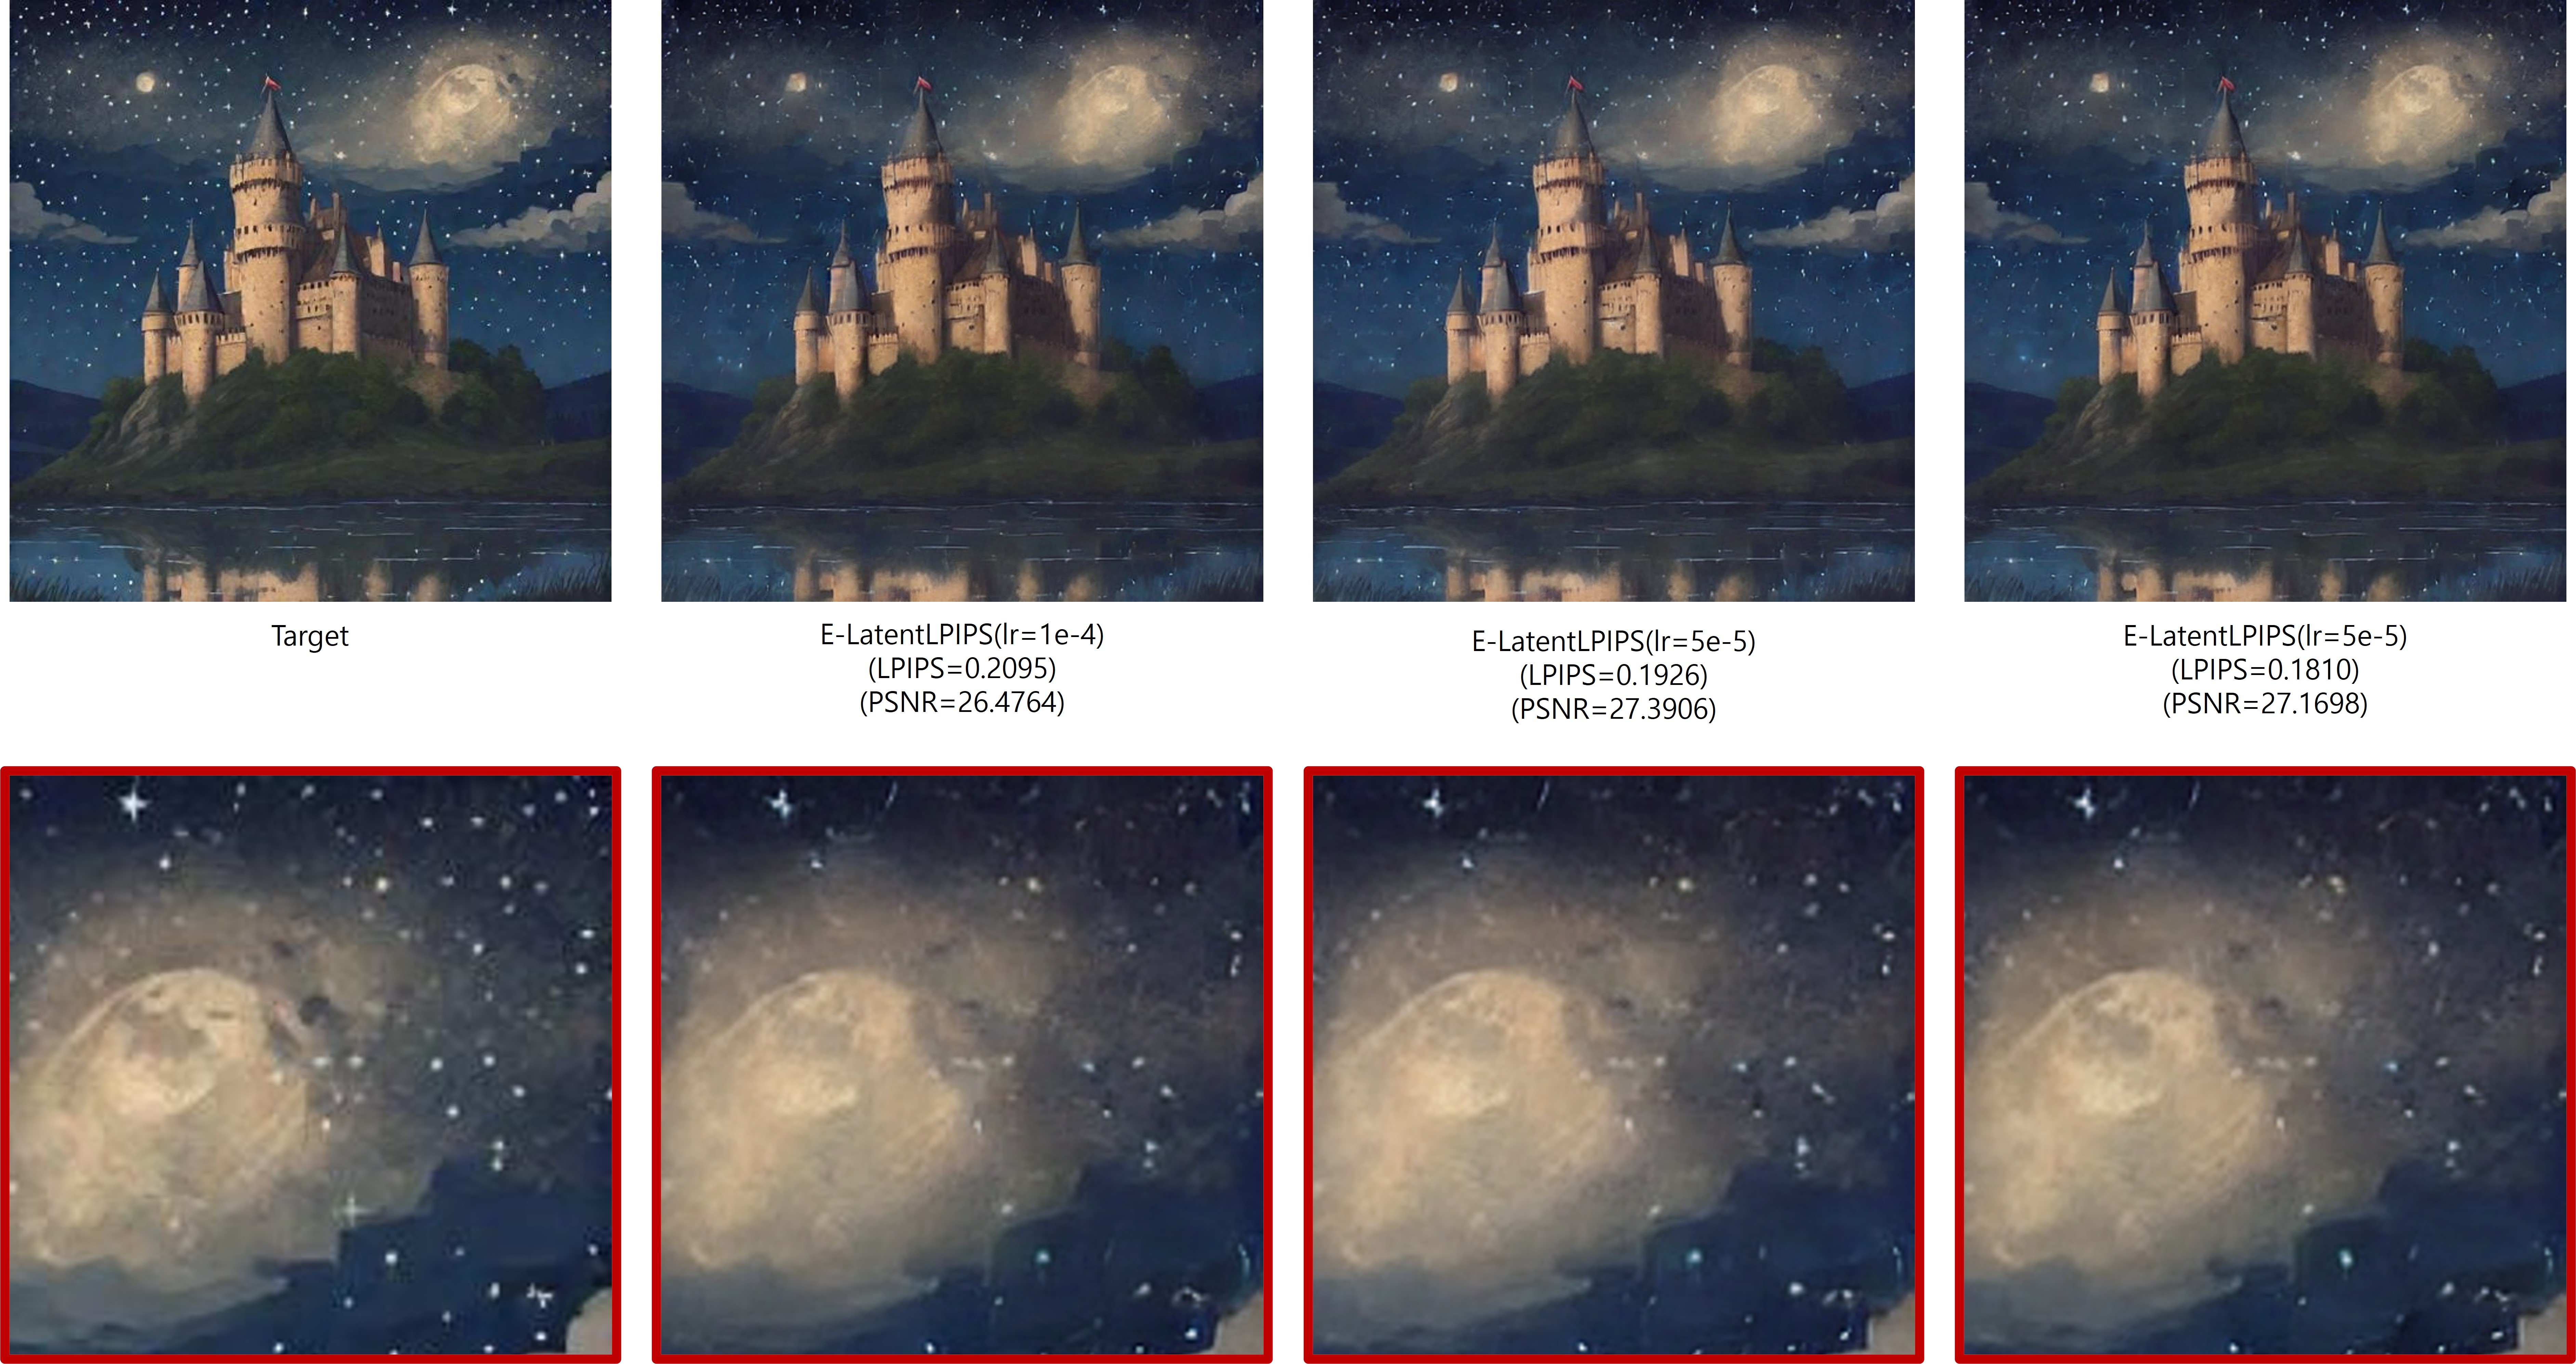 Target
E-LatentLPIPS(lr=1e-4)
(LPIPS=0.2095)
(PSNR=26.4764)
E-LatentLPIPS(lr=5e-5)
(LPIPS=0.1926)
(PSNR=27.3906)
E-LatentLPIPS(lr=5e-5)
(LPIPS=0.1810)
(PSNR=27.1698)